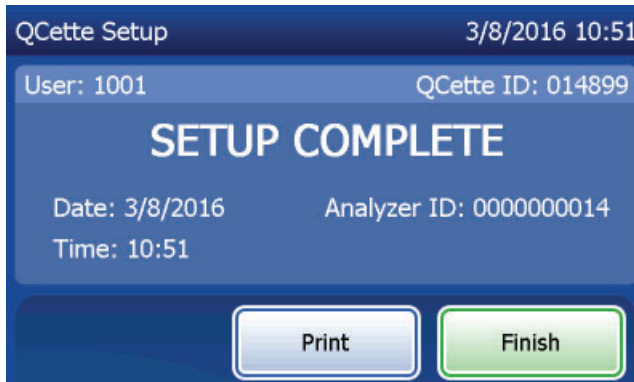 QCette Setup 3/8/2016 10:51
User: 1001 QCette ID: 014899
SETUP COMPLETE
Date: 3/8/2016 Analyzer ID: 0000000014
Time: 10:51
Print Finish